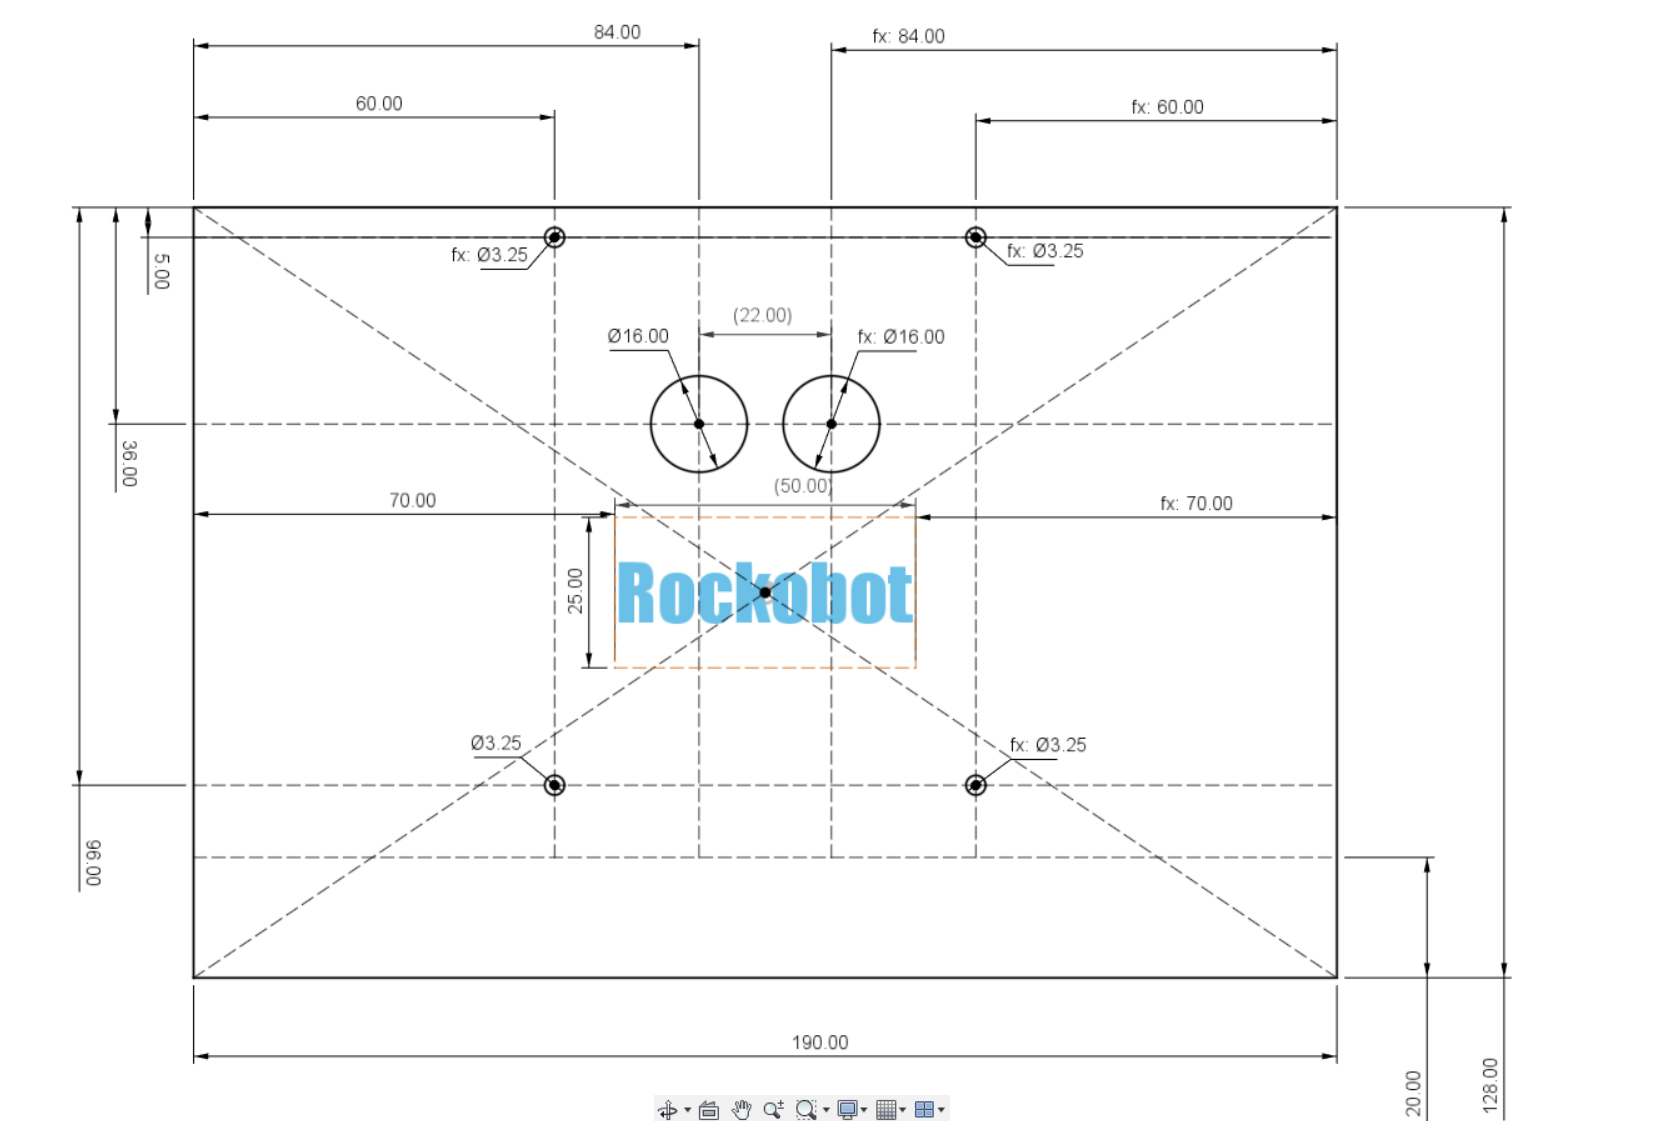 84.00
fx: 84.00
60.00
fx: 60.00
5.00
fx: Ø3.25
fx: Ø3.25
(22.00)
Ø16.00
fx: Ø16.00
36.00
(50.00)
70.00
fx: 70.00
25.00
Rockobot
Ø3.25
fx: Ø3.25
96.00
190.00
20.00
128.00